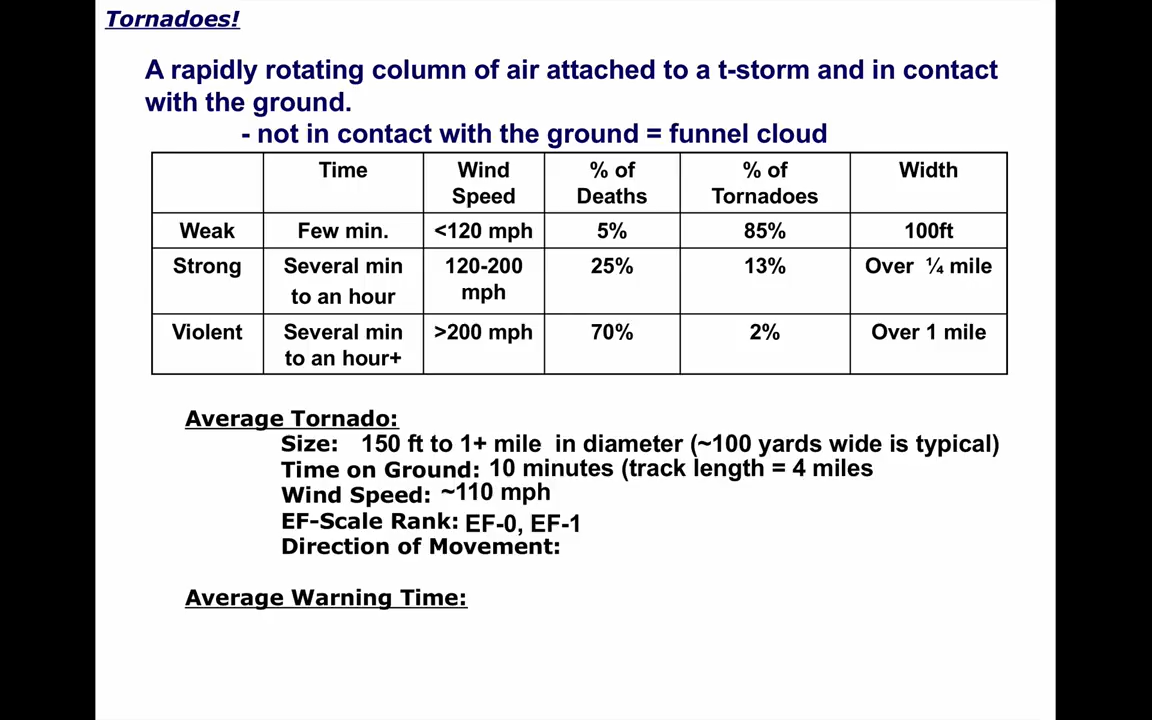 Tornadoes!
A rapidly rotating column of air attached to a t-storm and in contact
with the ground.
- not in contact with the ground = funnel cloud
Time Wind Speed % of Deaths % of Tornadoes Width
Weak Few min. <120 mph 5% 85% 100ft
Strong Several min to an hour 120-200 mph 25% 13% Over ¼ mile
Violent Several min to an hour+ >200 mph 70% 2% Over 1 mile
Average Tornado:
Size: 150 ft to 1+ mile in diameter (~100 yards wide is typical)
Time on Ground: 10 minutes (track length = 4 miles
Wind Speed: ~110 mph
EF-Scale Rank: EF-0, EF-1
Direction of Movement:
Average Warning Time: